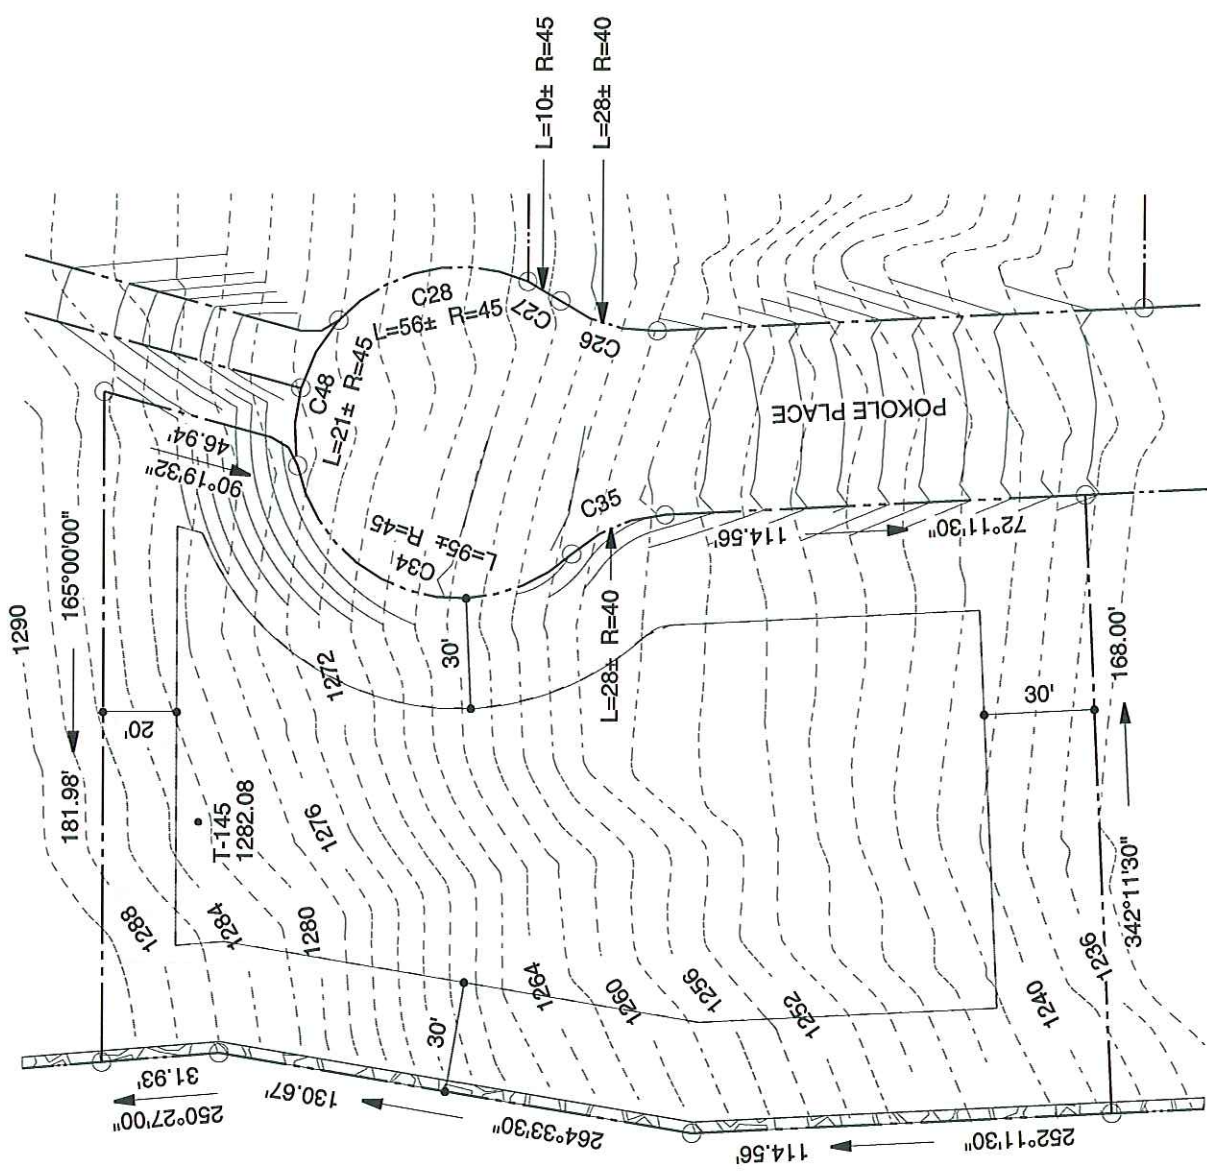 L=10± R=45
L=28± R=40
C28
L=56± R=45
C27
C26
C48
L=21± R=45
46.94'
90°19'32"
C34
L=95± R=45
C35
POKOLE PLACE
114.56'
72°11'30"
L=28± R=40
1290
165°00'00"
181.98'
20'
30'
1272
T-145
1282.08
1276
1288
1284
1280
30'
168.00'
342°11'30"
1264
1260
1256
1252
1240
1236
30'
31.93'
250°27'00"
130.67'
264°33'30"
114.56'
252°11'30"